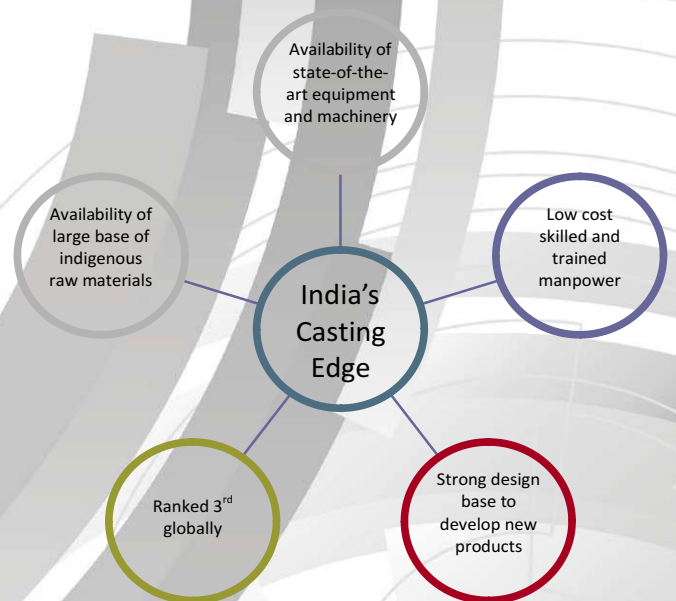 Availability of
state-of-the-
art equipment
and machinery
Availability of
large base of
indigenous
raw materials
Low cost
skilled and
trained
manpower
India’s
Casting
Edge
Ranked 3rd
globally
Strong design
base to
develop new
products